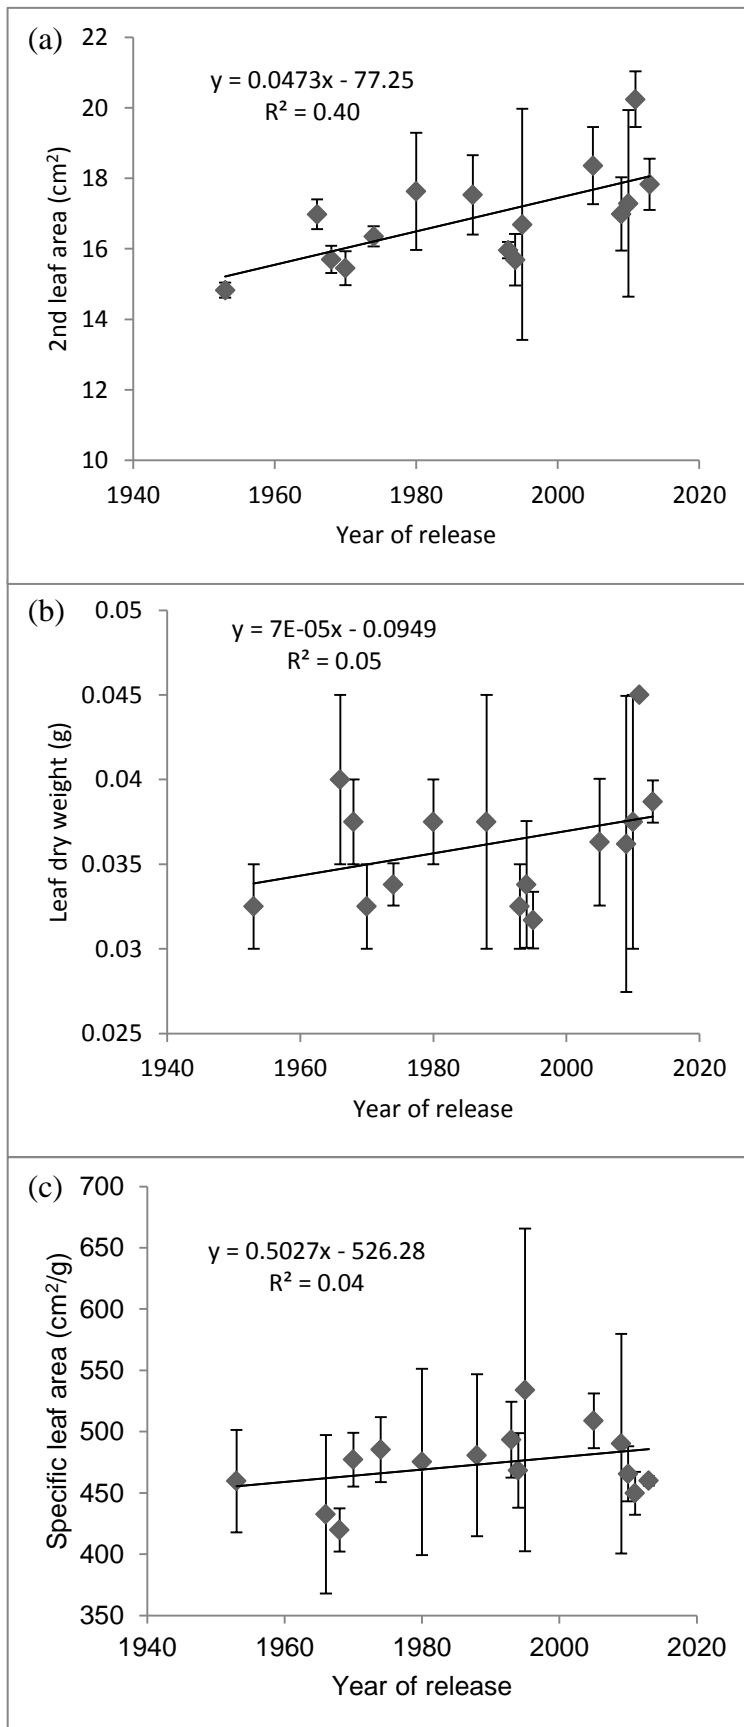 (a)
22
20
18
16
14
12
10
2nd leaf area (cm²)
y = 0.0473x - 77.25
R² = 0.40
1940 1960 1980 2000 2020
Year of release
(b)
0.05
0.045
0.04
0.035
0.03
0.025
Leaf dry weight (g)
y = 7E-05x - 0.0949
R² = 0.05
1940 1960 1980 2000 2020
Year of release
(c)
700
650
600
550
500
450
400
350
Specific leaf area (cm²/g)
y = 0.5027x - 526.28
R² = 0.04
1940 1960 1980 2000 2020
Year of release